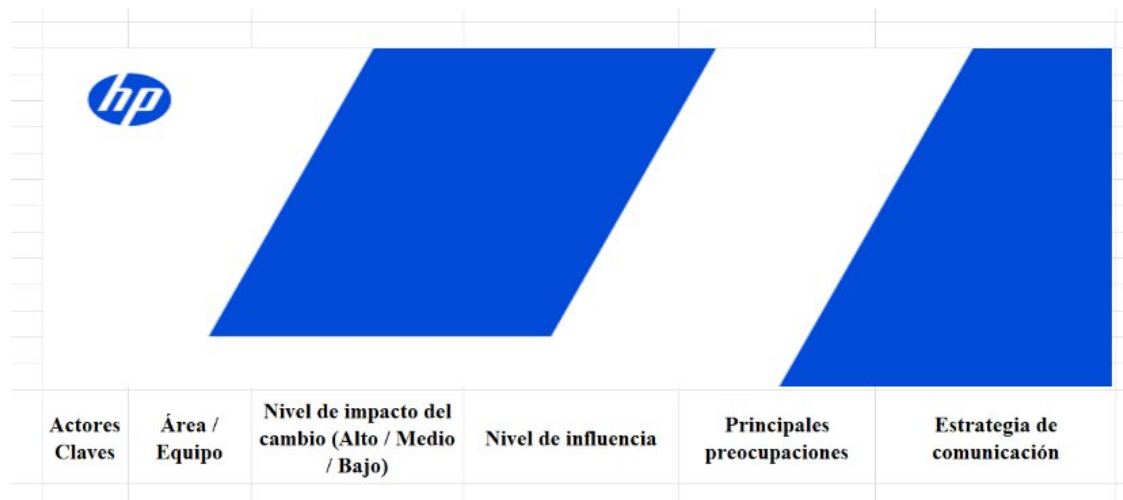 hp
Actores
Claves
Área /
Equipo
Nivel de impacto del
cambio (Alto / Medio
/ Bajo)
Nivel de influencia
Principales
preocupaciones
Estrategia de
comunicación